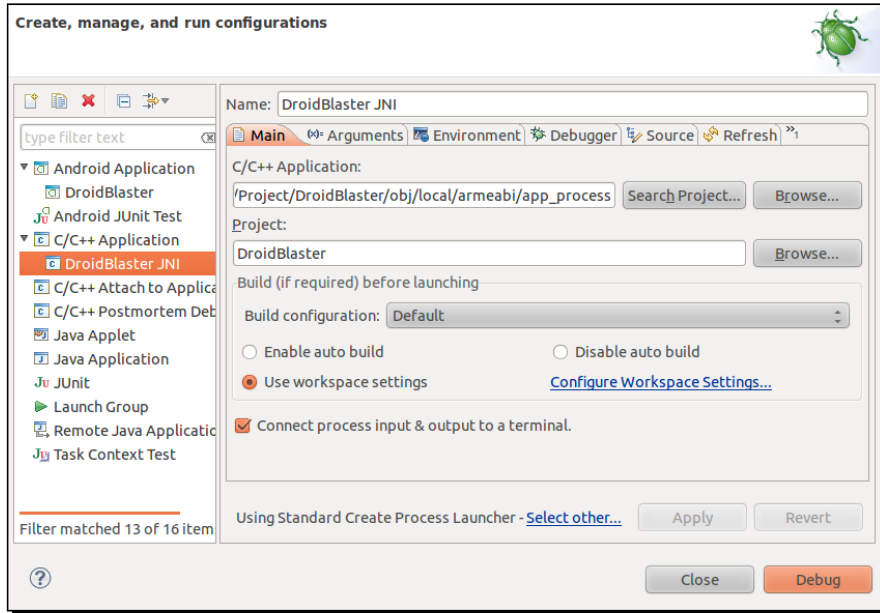 Create, manage, and run configurations
type filter text
Android Application
DroidBlaster
Android JUnit Test
C/C++ Application
DroidBlaster JNI
C/C++ Attach to Applica
C/C++ Postmortem Deb
Java Applet
Java Application
JUnit
Launch Group
Remote Java Applicatio
Task Context Test
Filter matched 13 of 16 item
Name: DroidBlaster JNI
Main (x)= Arguments Environment Debugger Source Refresh »1
C/C++ Application:
/Project/DroidBlaster/obj/local/armeabi/app_process Search Project... Browse...
Project:
DroidBlaster Browse...
Build (if required) before launching
Build configuration: Default
Enable auto build Disable auto build
Use workspace settings Configure Workspace Settings...
Connect process input & output to a terminal.
Using Standard Create Process Launcher - Select other... Apply Revert
? Close Debug